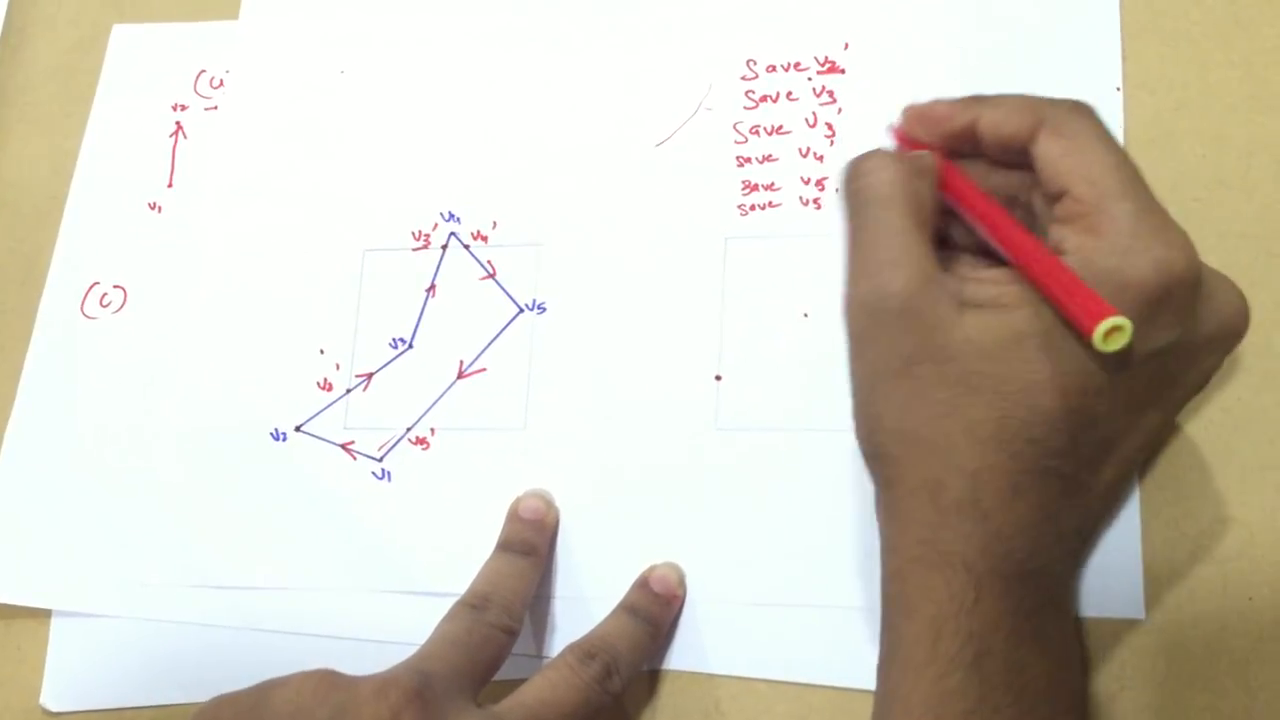 V2
V1
(C)
Save V2'
Save V3
Save V3'
Save V4'
Save V5
Save V5
V4
V3'
V4'
V5
V3
V2'
V2
V5'
V1